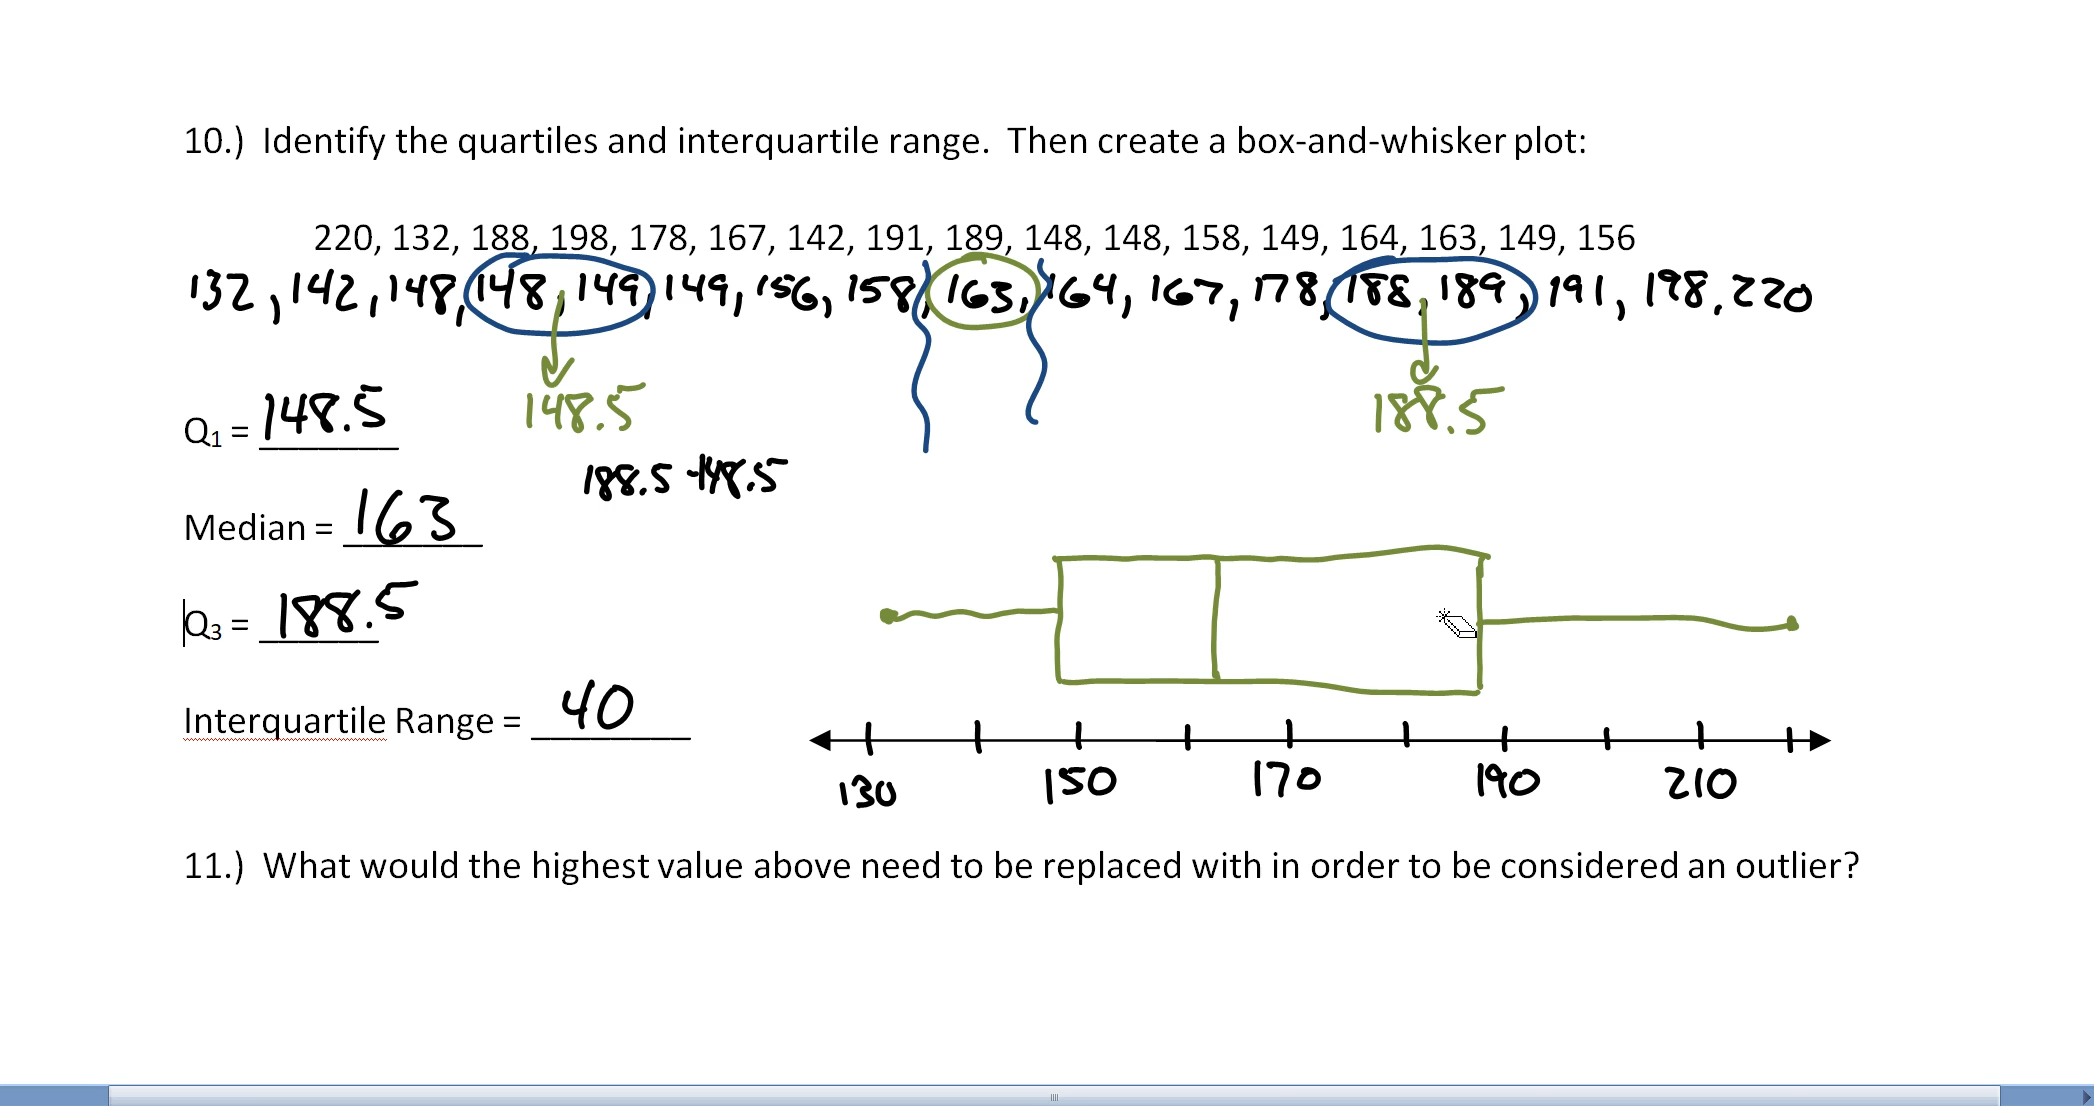 10.) Identify the quartiles and interquartile range. Then create a box-and-whisker plot:
220, 132, 188, 198, 178, 167, 142, 191, 189, 148, 148, 158, 149, 164, 163, 149, 156
132, 142, 148, 148, 149, 149, 156, 158, 163, 164, 167, 178, 188, 189, 191, 198, 220
148.5 188.5
Q1 = 148.5
188.5 - 148.5
Median = 163
Q3 = 188.5
Interquartile Range = 40
130 150 170 190 210
11.) What would the highest value above need to be replaced with in order to be considered an outlier?